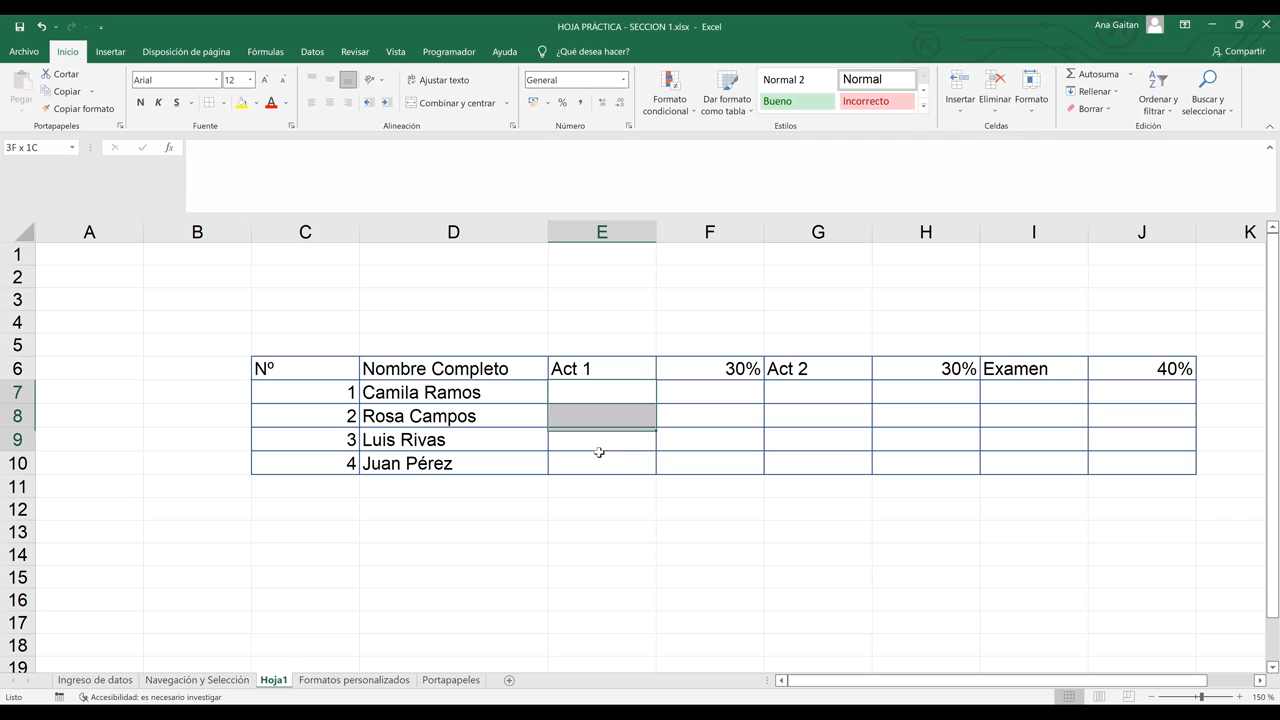 HOJA PRÁCTICA - SECCION 1.xlsx - Excel
Ana Gaitan
Archivo Inicio Insertar Disposición de página Fórmulas Datos Revisar Vista Programador Ayuda ¿Qué desea hacer? Compartir
Pegar
Cortar
Copiar
Copiar formato
Portapapeles
Arial 12
N K S
Fuente
Ajustar texto
Combinar y centrar
Alineación
General
% 000
Número
Formato condicional
Dar formato como tabla
Normal 2 Normal
Bueno Incorrecto
Estilos
Insertar Eliminar Formato
Celdas
Autosuma
Rellenar
Borrar
Ordenar y filtrar
Buscar y seleccionar
Edición
3F x 1C fx
A B C D E F G H I J K
1
2
3
4
5
6 Nº Nombre Completo Act 1 30% Act 2 30% Examen 40%
7 1 Camila Ramos
8 2 Rosa Campos
9 3 Luis Rivas
10 4 Juan Pérez
11
12
13
14
15
16
17
18
19
Ingreso de datos Navegación y Selección Hoja1 Formatos personalizados Portapapeles
Listo Accesibilidad: es necesario investigar 150 %